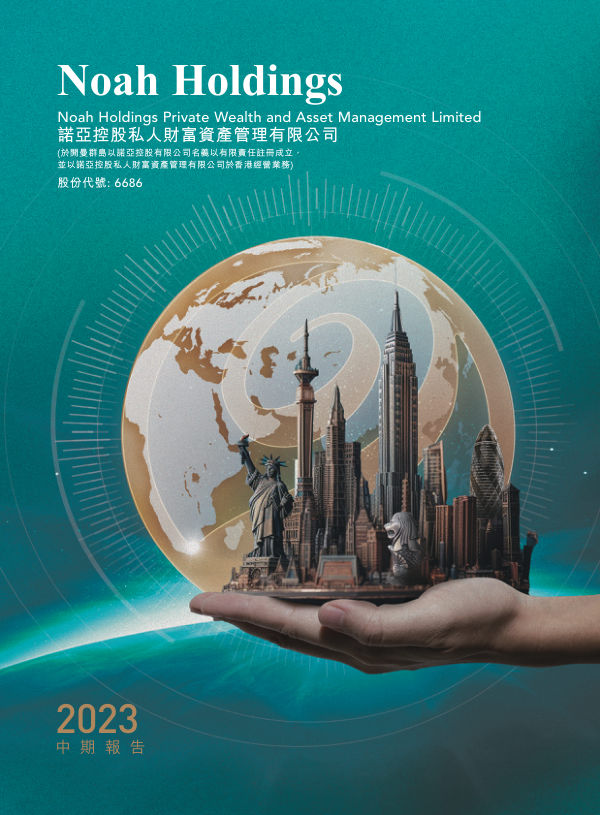 Noah Holdings
Noah Holdings Private Wealth and Asset Management Limited
諾亞控股私人財富資產管理有限公司
(於開曼群島以諾亞控股有限公司名義以有限責任註冊成立，
並以諾亞控股私人財富資產管理有限公司於香港經營業務)
股份代號: 6686
2023
中期報告